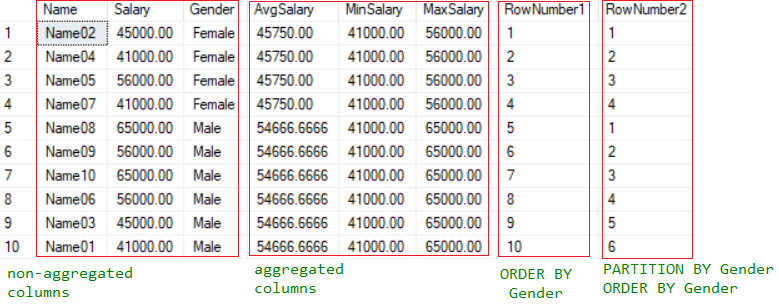 Name Salary Gender AvgSalary MinSalary MaxSalary RowNumber1 RowNumber2
1 Name02 45000.00 Female 45750.00 41000.00 56000.00 1 1
2 Name04 41000.00 Female 45750.00 41000.00 56000.00 2 2
3 Name05 56000.00 Female 45750.00 41000.00 56000.00 3 3
4 Name07 41000.00 Female 45750.00 41000.00 56000.00 4 4
5 Name08 65000.00 Male 54666.6666 41000.00 65000.00 5 1
6 Name09 56000.00 Male 54666.6666 41000.00 65000.00 6 2
7 Name10 65000.00 Male 54666.6666 41000.00 65000.00 7 3
8 Name06 56000.00 Male 54666.6666 41000.00 65000.00 8 4
9 Name03 45000.00 Male 54666.6666 41000.00 65000.00 9 5
10 Name01 41000.00 Male 54666.6666 41000.00 65000.00 10 6
non-aggregated
columns
aggregated
columns
ORDER BY
Gender
PARTITION BY Gender
ORDER BY Gender